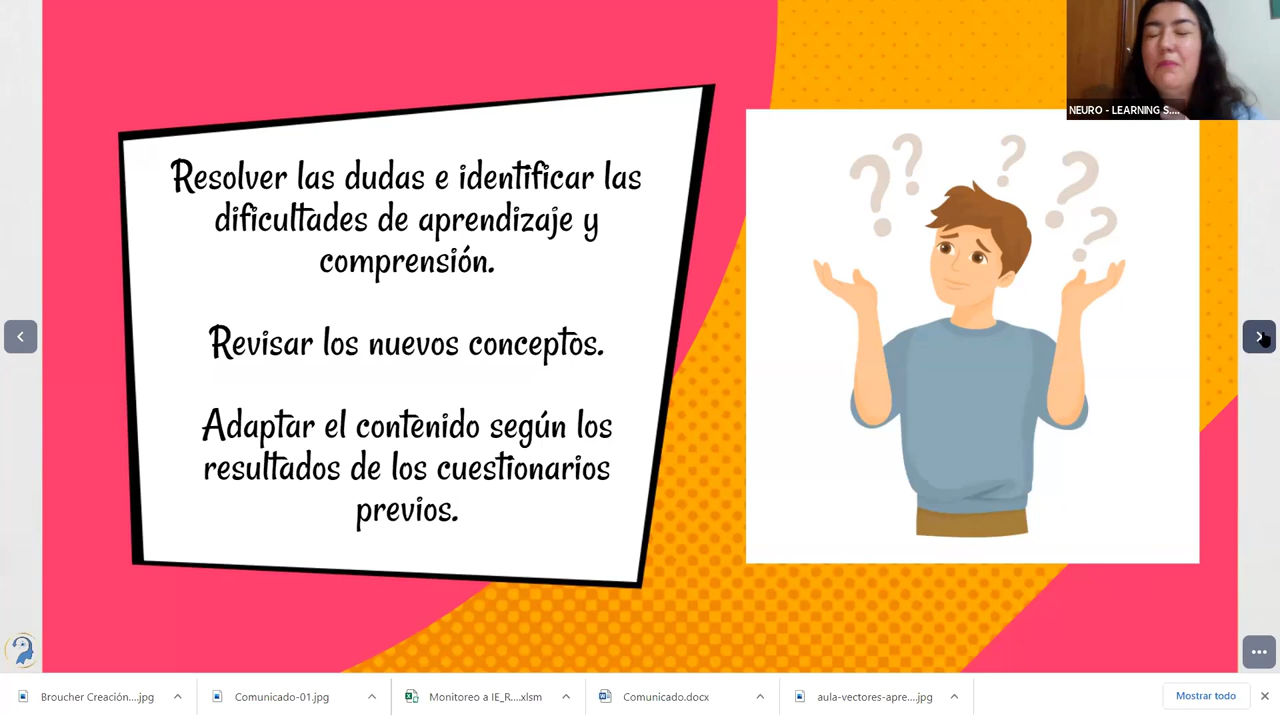 NEURO - LEARNING S....
Resolver las dudas e identificar las
dificultades de aprendizaje y
comprensión.
Revisar los nuevos conceptos.
Adaptar el contenido según los
resultados de los cuestionarios
previos.
? ? ? ? ?
Broucher Creación....jpg
Comunicado-01.jpg
Monitoreo a IE_R....xlsm
Comunicado.docx
aula-vectores-apre....jpg
Mostrar todo